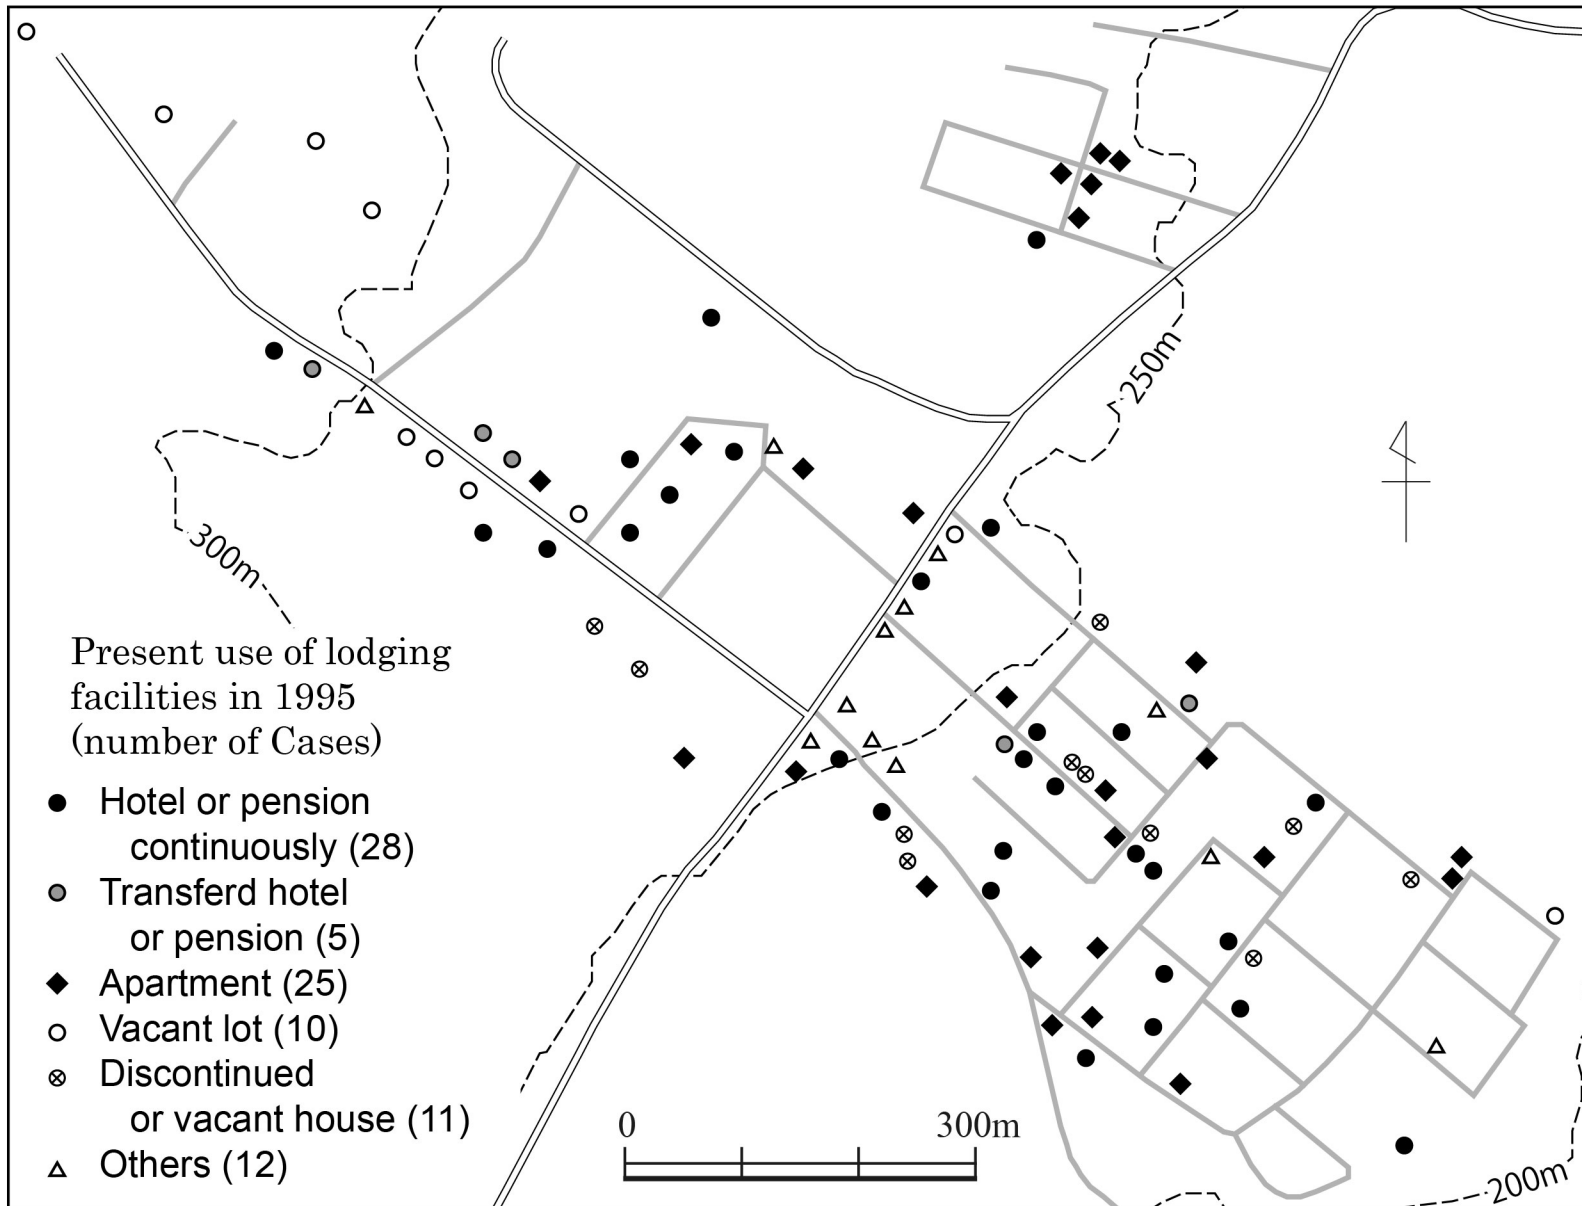 250m
300m
Present use of lodging
facilities in 1995
(number of Cases)
Hotel or pension
continuously (28)
Transferd hotel
or pension (5)
Apartment (25)
Vacant lot (10)
Discontinued
or vacant house (11)
Others (12)
0 300m
200m